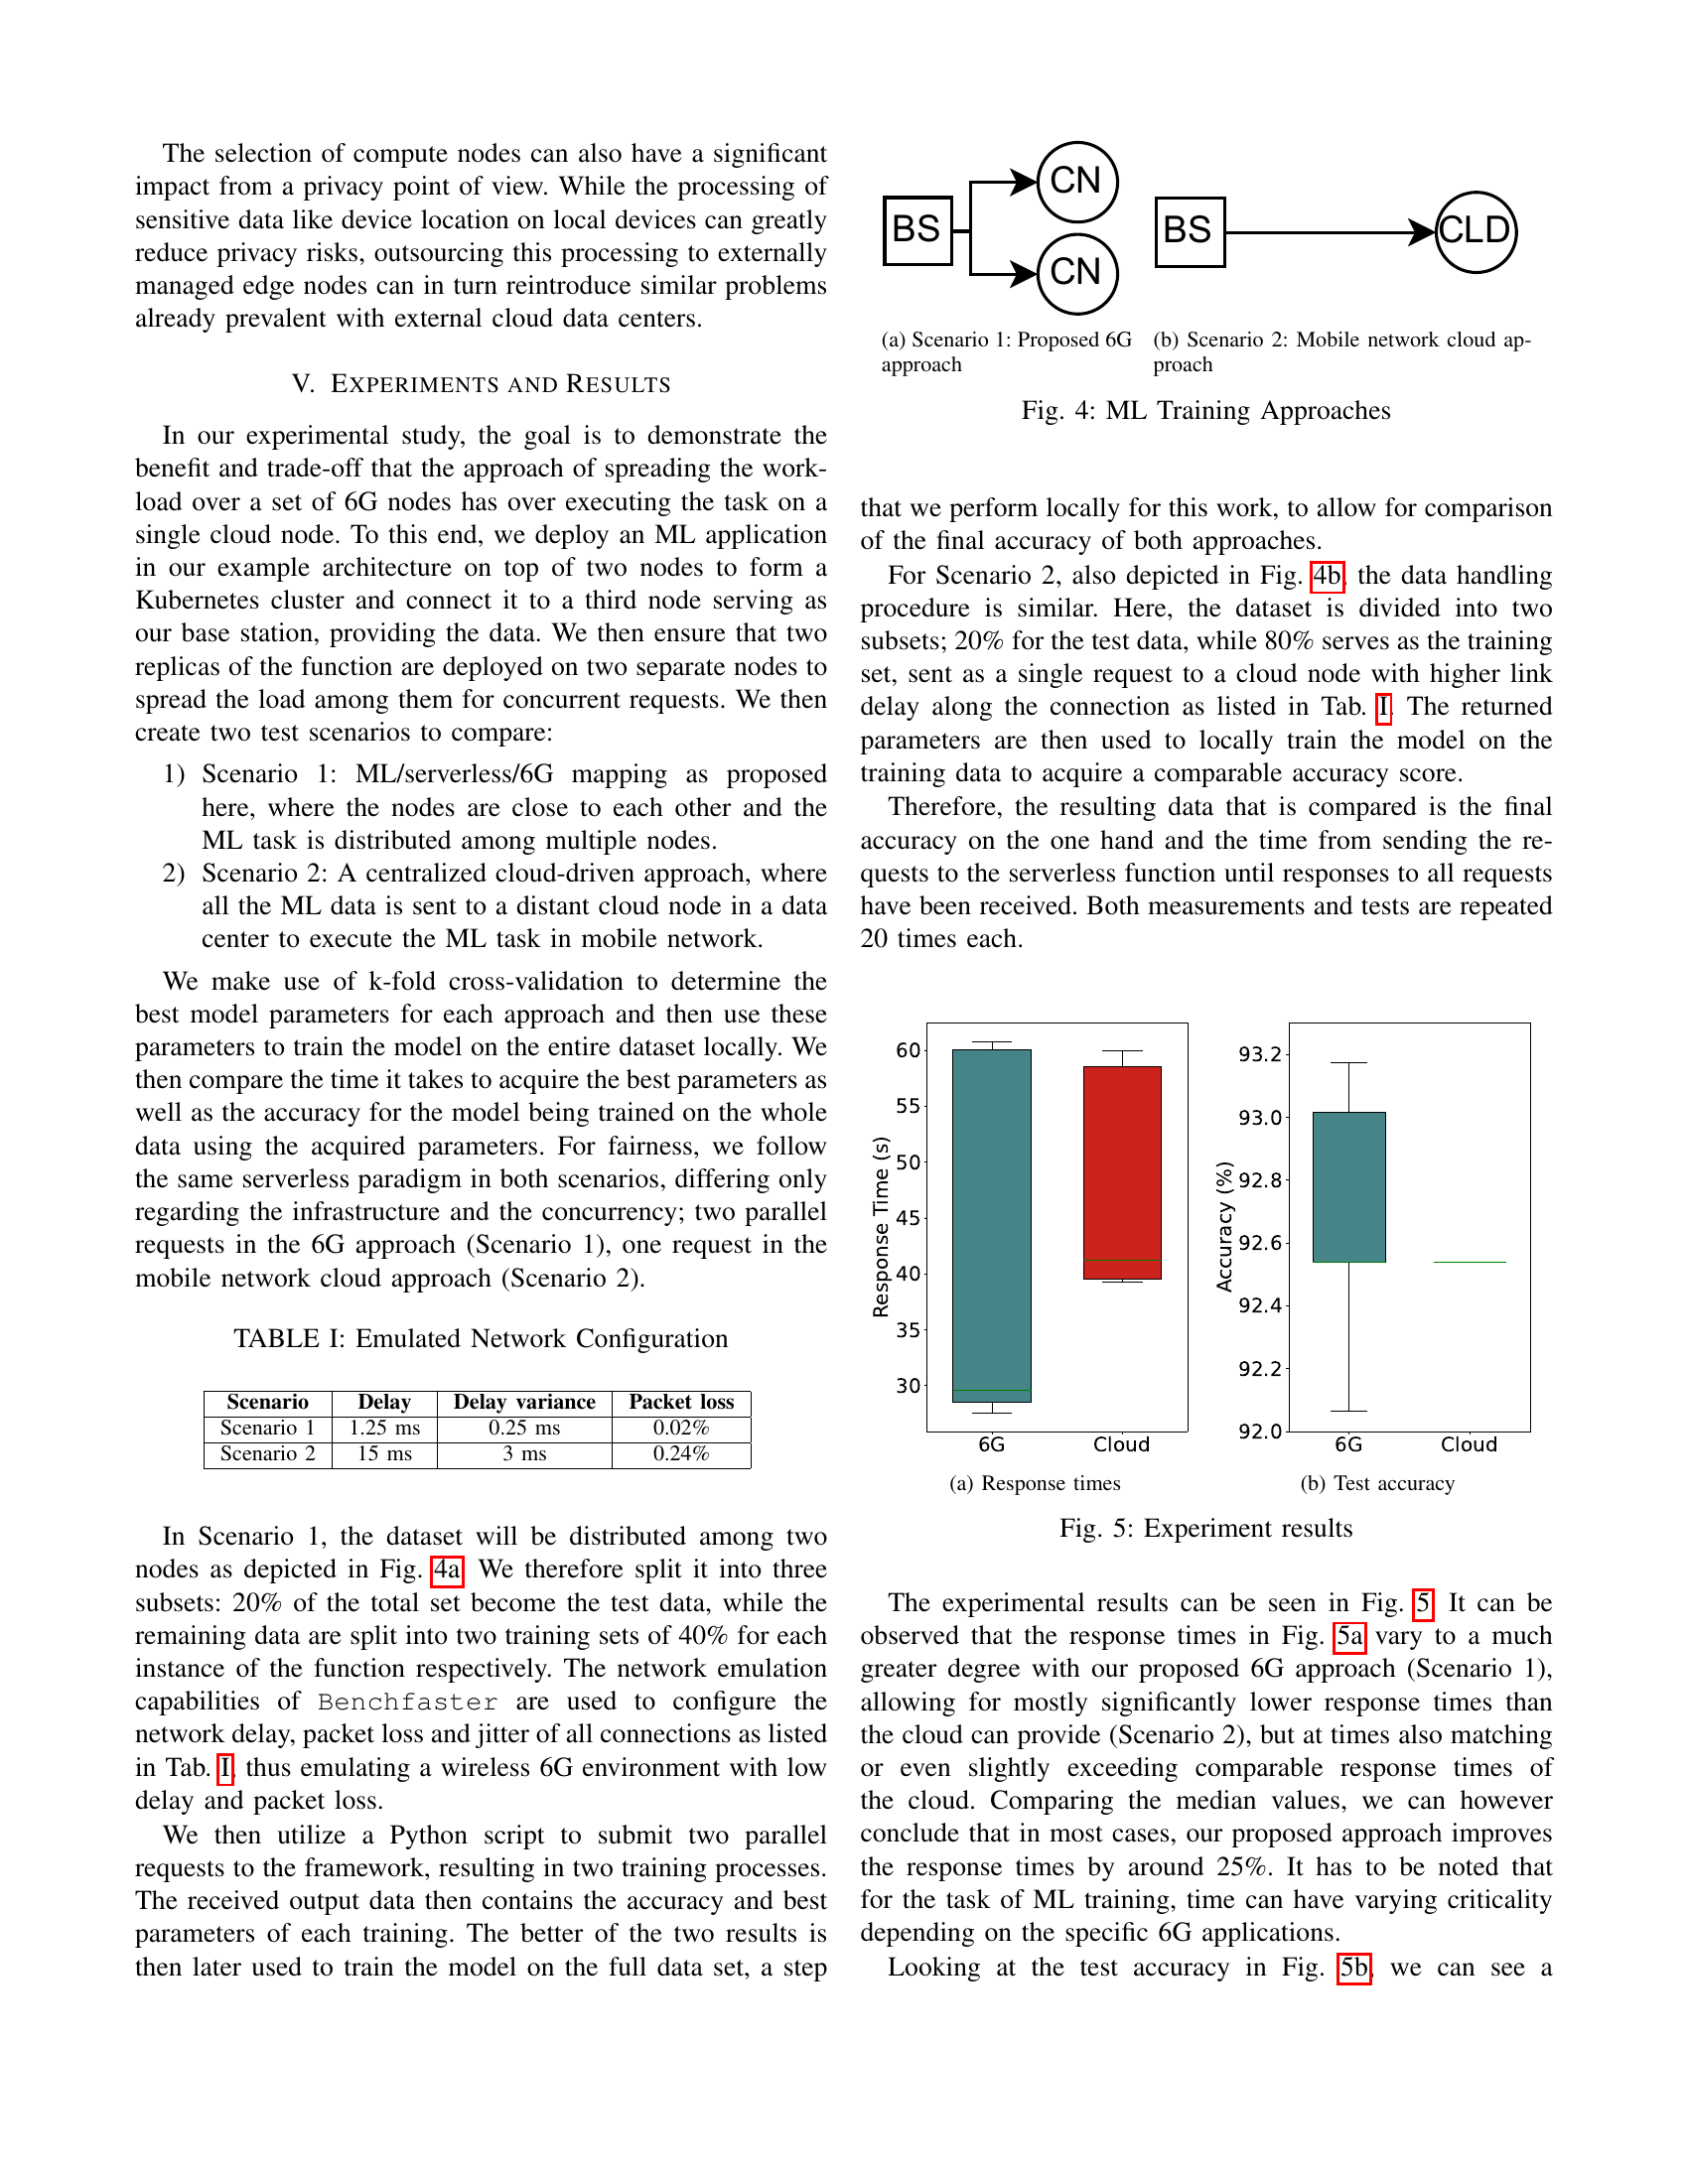 The selection of compute nodes can also have a significant
impact from a privacy point of view. While the processing of
sensitive data like device location on local devices can greatly
reduce privacy risks, outsourcing this processing to externally
managed edge nodes can in turn reintroduce similar problems
already prevalent with external cloud data centers.
V. EXPERIMENTS AND RESULTS
In our experimental study, the goal is to demonstrate the
benefit and trade-off that the approach of spreading the work-
load over a set of 6G nodes has over executing the task on a
single cloud node. To this end, we deploy an ML application
in our example architecture on top of two nodes to form a
Kubernetes cluster and connect it to a third node serving as
our base station, providing the data. We then ensure that two
replicas of the function are deployed on two separate nodes to
spread the load among them for concurrent requests. We then
create two test scenarios to compare:
1) Scenario 1: ML/serverless/6G mapping as proposed
here, where the nodes are close to each other and the
ML task is distributed among multiple nodes.
2) Scenario 2: A centralized cloud-driven approach, where
all the ML data is sent to a distant cloud node in a data
center to execute the ML task in mobile network.
We make use of k-fold cross-validation to determine the
best model parameters for each approach and then use these
parameters to train the model on the entire dataset locally. We
then compare the time it takes to acquire the best parameters as
well as the accuracy for the model being trained on the whole
data using the acquired parameters. For fairness, we follow
the same serverless paradigm in both scenarios, differing only
regarding the infrastructure and the concurrency; two parallel
requests in the 6G approach (Scenario 1), one request in the
mobile network cloud approach (Scenario 2).
TABLE I: Emulated Network Configuration
Scenario Delay Delay variance Packet loss
Scenario 1 1.25 ms 0.25 ms 0.02%
Scenario 2 15 ms 3 ms 0.24%
In Scenario 1, the dataset will be distributed among two
nodes as depicted in Fig. 4a. We therefore split it into three
subsets: 20% of the total set become the test data, while the
remaining data are split into two training sets of 40% for each
instance of the function respectively. The network emulation
capabilities of Benchfaster are used to configure the
network delay, packet loss and jitter of all connections as listed
in Tab. I, thus emulating a wireless 6G environment with low
delay and packet loss.
We then utilize a Python script to submit two parallel
requests to the framework, resulting in two training processes.
The received output data then contains the accuracy and best
parameters of each training. The better of the two results is
then later used to train the model on the full data set, a step
BS CN CN
BS CLD
(a) Scenario 1: Proposed 6G
approach
(b) Scenario 2: Mobile network cloud ap-
proach
Fig. 4: ML Training Approaches
that we perform locally for this work, to allow for comparison
of the final accuracy of both approaches.
For Scenario 2, also depicted in Fig. 4b, the data handling
procedure is similar. Here, the dataset is divided into two
subsets; 20% for the test data, while 80% serves as the training
set, sent as a single request to a cloud node with higher link
delay along the connection as listed in Tab. I. The returned
parameters are then used to locally train the model on the
training data to acquire a comparable accuracy score.
Therefore, the resulting data that is compared is the final
accuracy on the one hand and the time from sending the re-
quests to the serverless function until responses to all requests
have been received. Both measurements and tests are repeated
20 times each.
Response Time (s)
60
55
50
45
40
35
30
6G Cloud
(a) Response times
Accuracy (%)
93.2
93.0
92.8
92.6
92.4
92.2
92.0
6G Cloud
(b) Test accuracy
Fig. 5: Experiment results
The experimental results can be seen in Fig. 5. It can be
observed that the response times in Fig. 5a vary to a much
greater degree with our proposed 6G approach (Scenario 1),
allowing for mostly significantly lower response times than
the cloud can provide (Scenario 2), but at times also matching
or even slightly exceeding comparable response times of
the cloud. Comparing the median values, we can however
conclude that in most cases, our proposed approach improves
the response times by around 25%. It has to be noted that
for the task of ML training, time can have varying criticality
depending on the specific 6G applications.
Looking at the test accuracy in Fig. 5b, we can see a